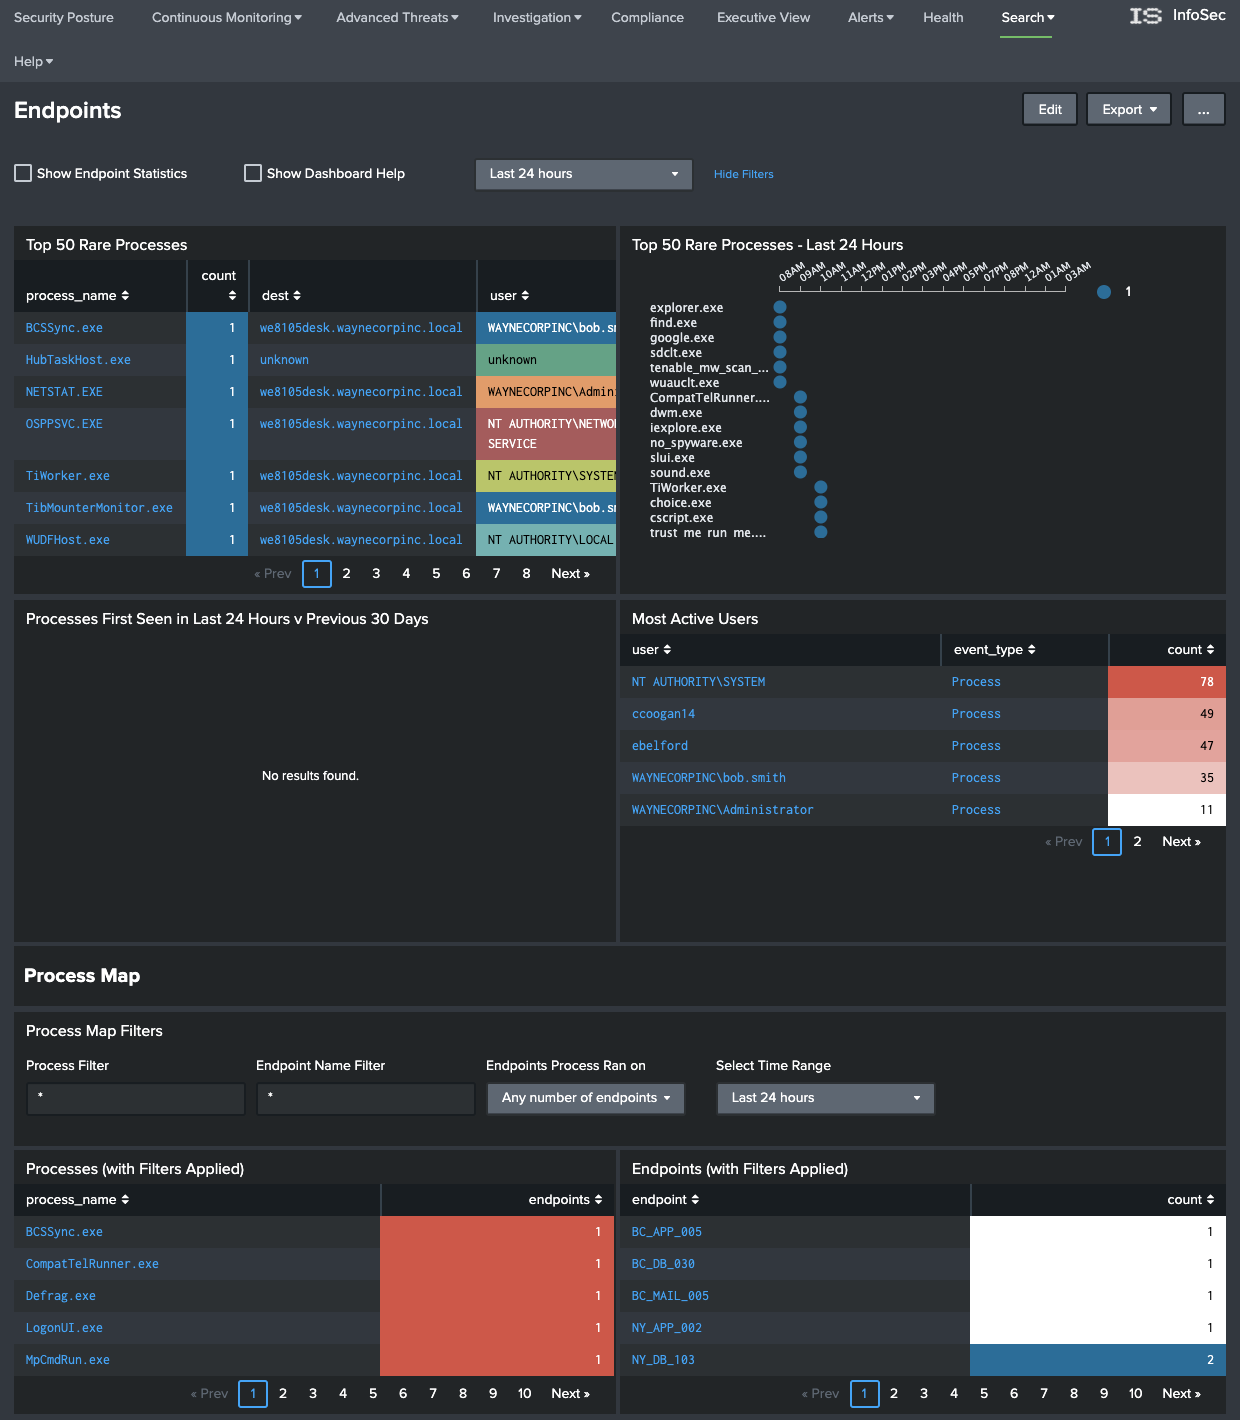 Security Posture Continuous Monitoring Advanced Threats Investigation Compliance Executive View Alerts Health Search IS InfoSec
Help
Endpoints Edit Export ...
Show Endpoint Statistics Show Dashboard Help Last 24 hours Hide Filters
Top 50 Rare Processes
process_name count dest user
BCSSync.exe 1 we8105desk.waynecorpinc.local WAYNECORPINC\bob.sm
HubTaskHost.exe 1 unknown unknown
NETSTAT.EXE 1 we8105desk.waynecorpinc.local WAYNECORPINC\Admin
OSPPSVC.EXE 1 we8105desk.waynecorpinc.local NT AUTHORITY\NETWO
SERVICE
TiWorker.exe 1 we8105desk.waynecorpinc.local NT AUTHORITY\SYSTEM
TibMounterMonitor.exe 1 we8105desk.waynecorpinc.local WAYNECORPINC\bob.sm
WUDFHost.exe 1 we8105desk.waynecorpinc.local NT AUTHORITY\LOCAL
« Prev 1 2 3 4 5 6 7 8 Next »
Top 50 Rare Processes - Last 24 Hours
08AM 09AM 10AM 11AM 12PM 01PM 02PM 03PM 04PM 05PM 07PM 08PM 12AM 01AM 03AM
1
explorer.exe
find.exe
google.exe
sdclt.exe
tenable_mw_scan_...
wuauclt.exe
CompatTelRunner....
dwm.exe
iexplore.exe
no_spyware.exe
slui.exe
sound.exe
TiWorker.exe
choice.exe
cscript.exe
trust_me_run_me....
Processes First Seen in Last 24 Hours v Previous 30 Days
No results found.
Most Active Users
user event_type count
NT AUTHORITY\SYSTEM Process 78
ccoogan14 Process 49
ebelford Process 47
WAYNECORPINC\bob.smith Process 35
WAYNECORPINC\Administrator Process 11
« Prev 1 2 Next »
Process Map
Process Map Filters
Process Filter Endpoint Name Filter Endpoints Process Ran on Select Time Range
* * Any number of endpoints Last 24 hours
Processes (with Filters Applied)
process_name endpoints
BCSSync.exe 1
CompatTelRunner.exe 1
Defrag.exe 1
LogonUI.exe 1
MpCmdRun.exe 1
« Prev 1 2 3 4 5 6 7 8 9 10 Next »
Endpoints (with Filters Applied)
endpoint count
BC_APP_005 1
BC_DB_030 1
BC_MAIL_005 1
NY_APP_002 1
NY_DB_103 2
« Prev 1 2 3 4 5 6 7 8 9 10 Next »